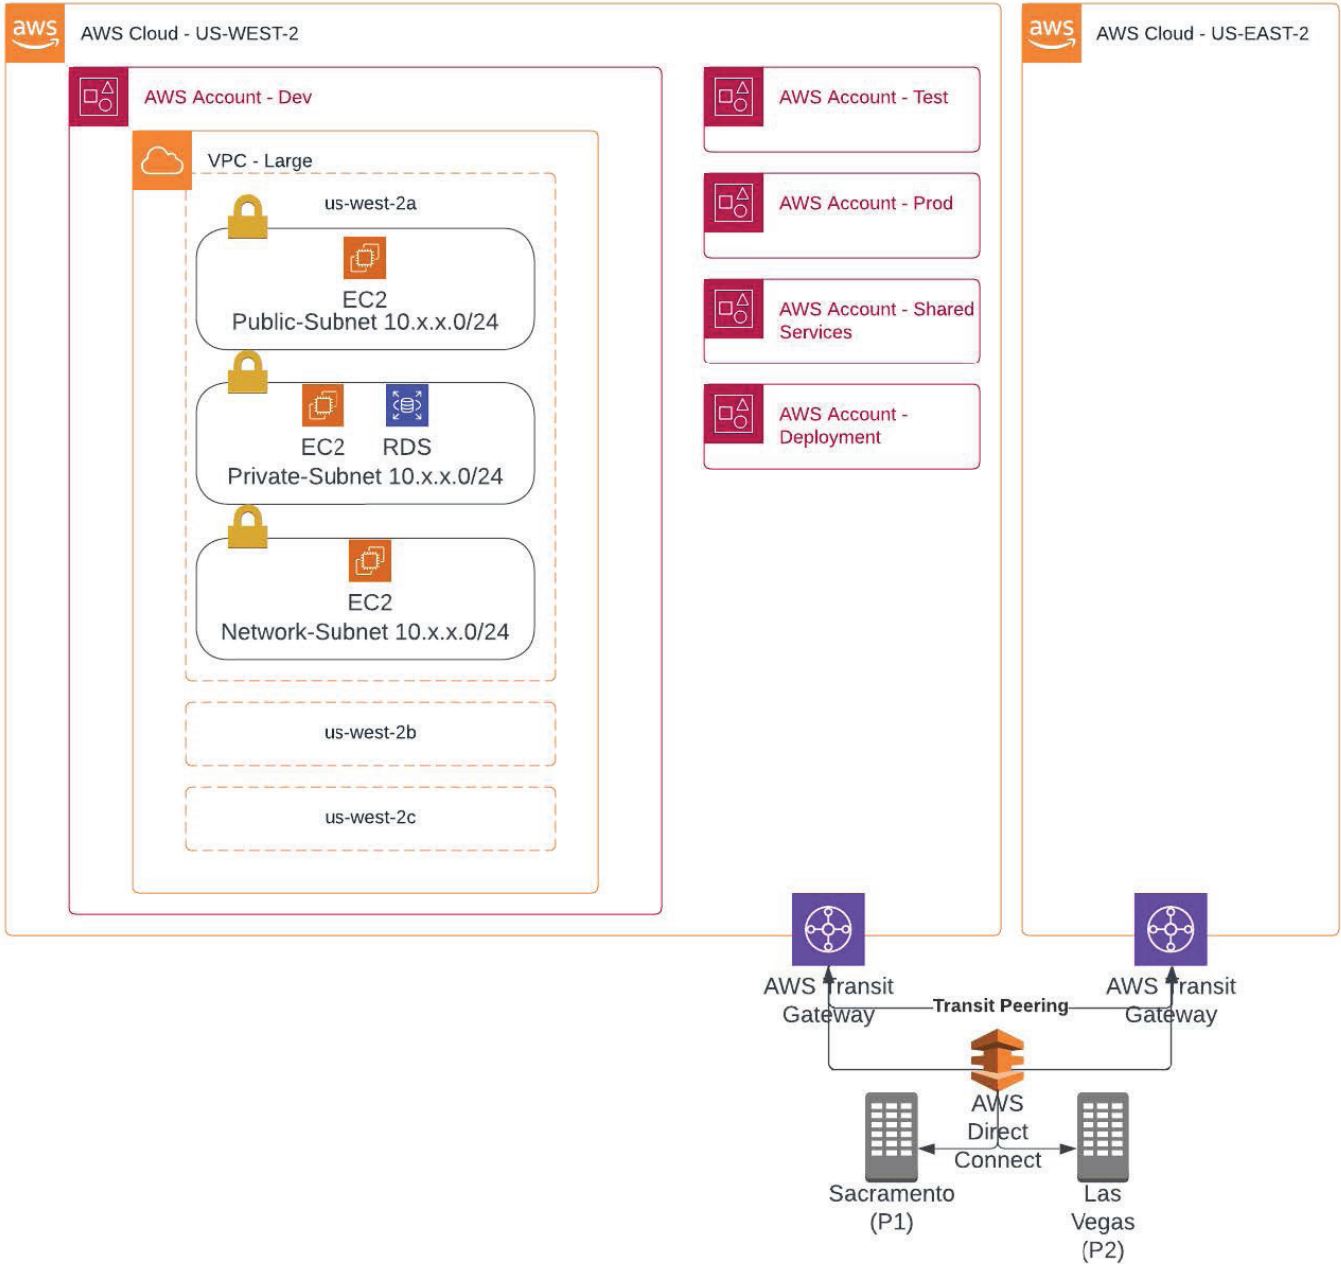 aws
AWS Cloud - US-WEST-2
AWS Account - Dev
VPC - Large
us-west-2a
EC2
Public-Subnet 10.x.x.0/24
EC2
RDS
Private-Subnet 10.x.x.0/24
EC2
Network-Subnet 10.x.x.0/24
us-west-2b
us-west-2c
AWS Account - Test
AWS Account - Prod
AWS Account - Shared
Services
AWS Account -
Deployment
aws
AWS Cloud - US-EAST-2
AWS Transit
Gateway
AWS Transit
Gateway
Transit Peering
AWS
Direct
Connect
Sacramento
(P1)
Las
Vegas
(P2)